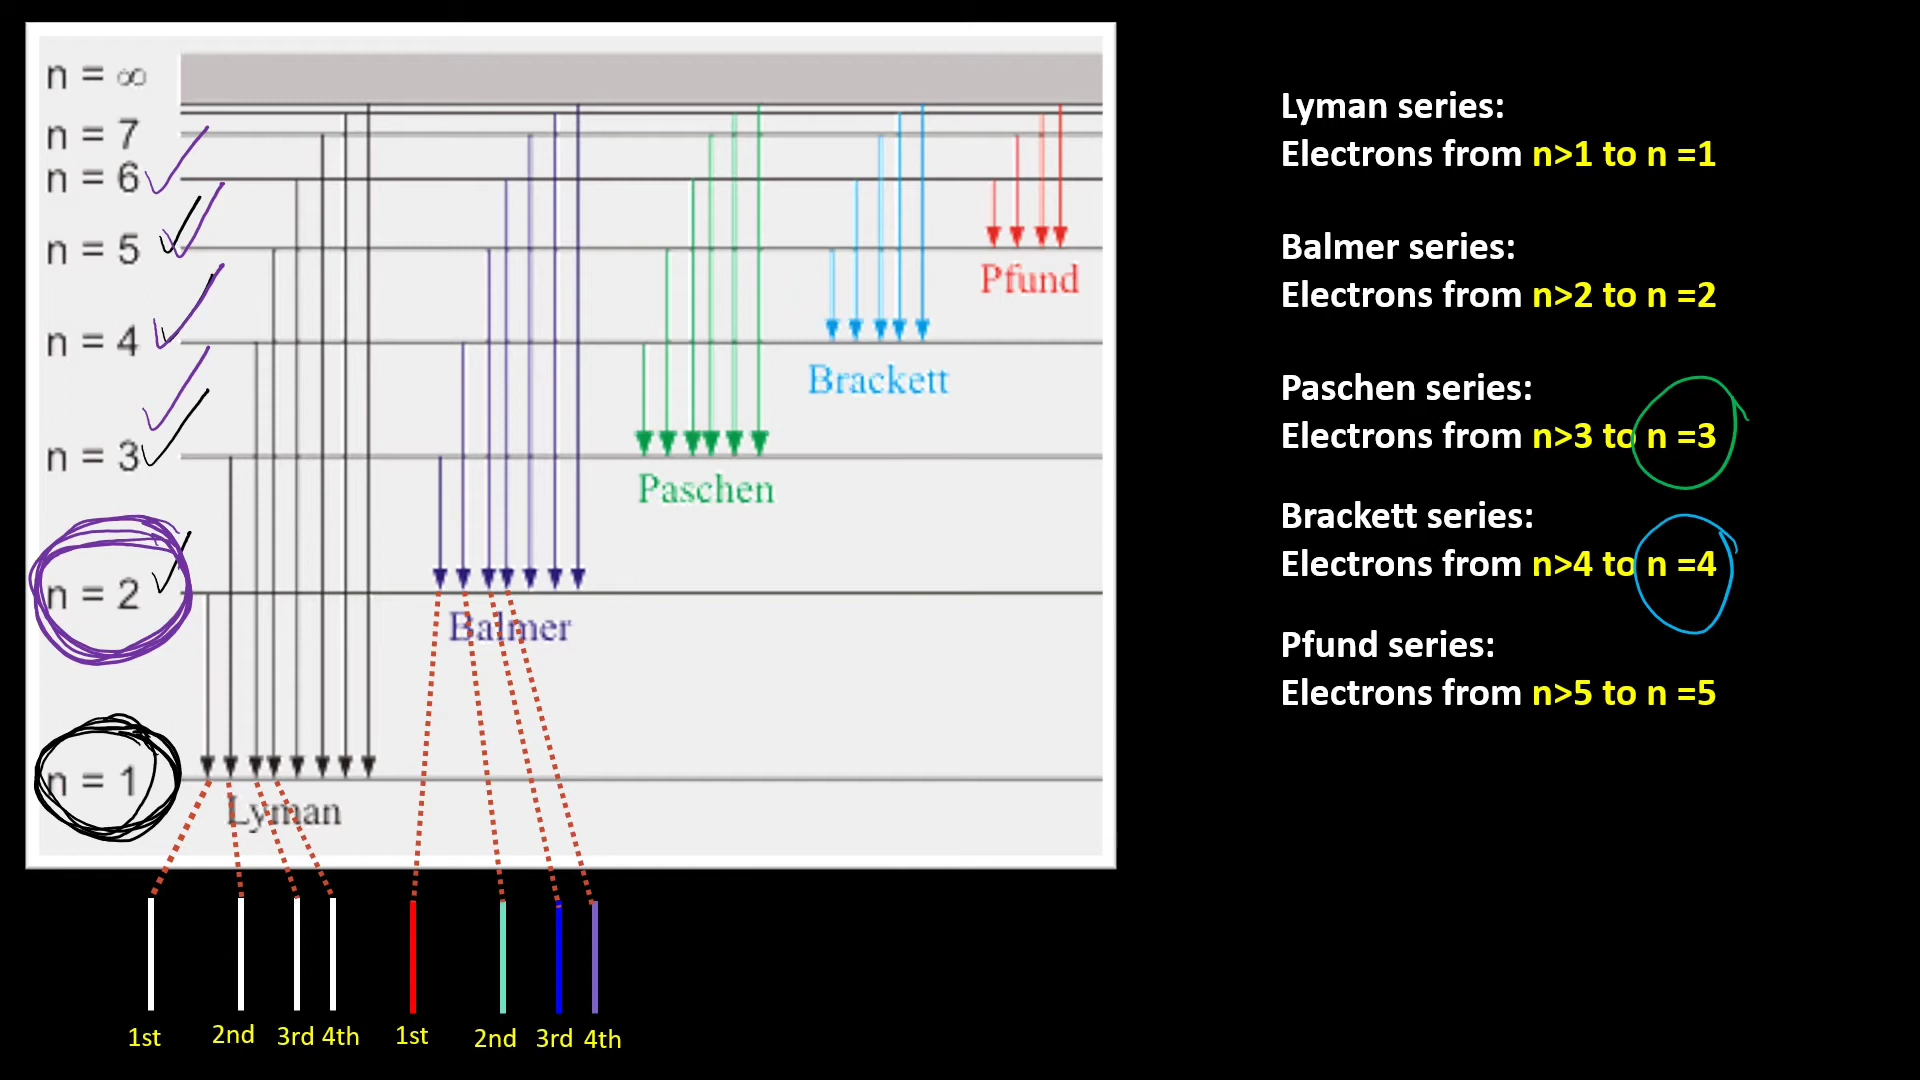 n = ∞
n = 7
n = 6
n = 5
n = 4
n = 3
n = 2
n = 1
Pfund
Brackett
Paschen
Balmer
Lyman
1st 2nd 3rd 4th 1st 2nd 3rd 4th
Lyman series:
Electrons from n>1 to n =1
Balmer series:
Electrons from n>2 to n =2
Paschen series:
Electrons from n>3 to n =3
Brackett series:
Electrons from n>4 to n =4
Pfund series:
Electrons from n>5 to n =5